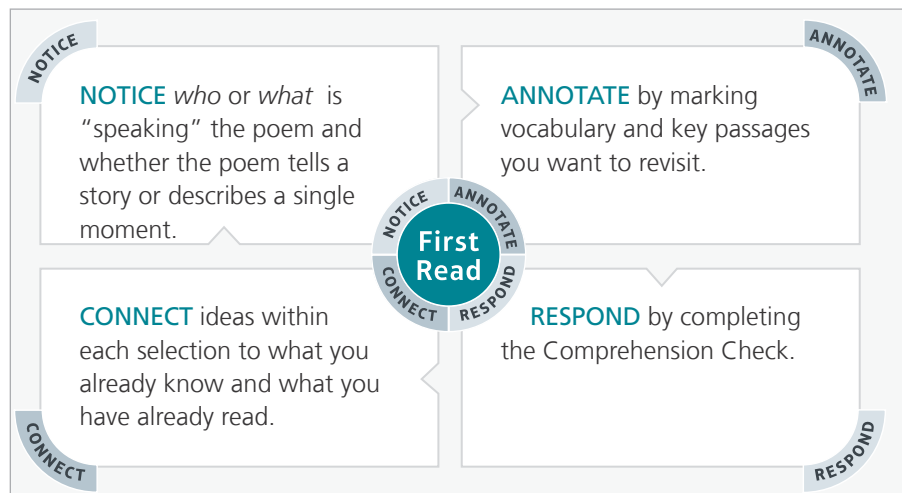 NOTICE
NOTICE who or what is
“speaking” the poem and
whether the poem tells a
story or describes a single
moment.
ANNOTATE
ANNOTATE by marking
vocabulary and key passages
you want to revisit.
NOTICE
ANNOTATE
First
Read
CONNECT
RESPOND
CONNECT ideas within
each selection to what you
already know and what you
have already read.
CONNECT
RESPOND by completing
the Comprehension Check.
RESPOND